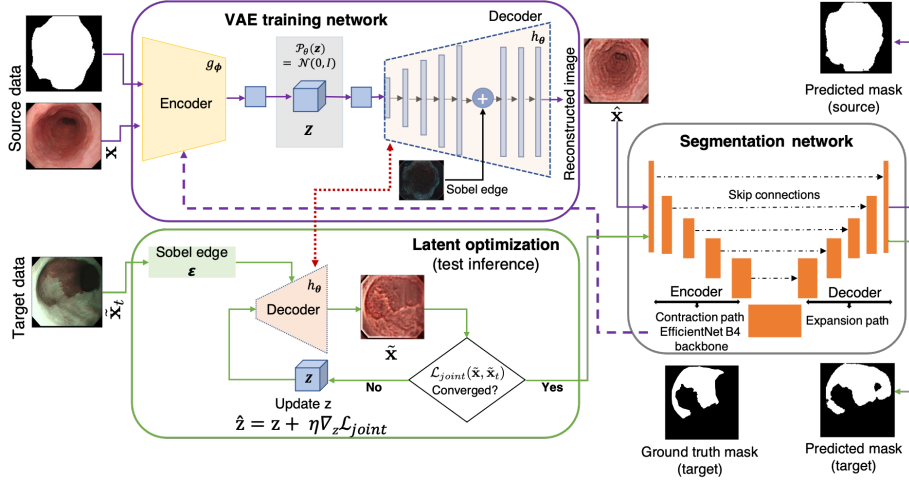 VAE training network
Decoder
Source data
x
g_ϕ
Encoder
𝒫_θ(z)
= 𝒩(0, I)
Z
h_θ
Sobel edge
Reconstructed image
x̂
Predicted mask
(source)
Segmentation network
Skip connections
Encoder
Contraction path
EfficientNet B4
backbone
Decoder
Expansion path
Target data
x̃_t
Sobel edge
ε
Latent optimization
(test inference)
h_θ
Decoder
x̃
ℒ_joint(x̃, x̃_t)
Converged?
No
Yes
Z
Update z
ẑ = z + η∇_zℒ_joint
Ground truth mask
(target)
Predicted mask
(target)